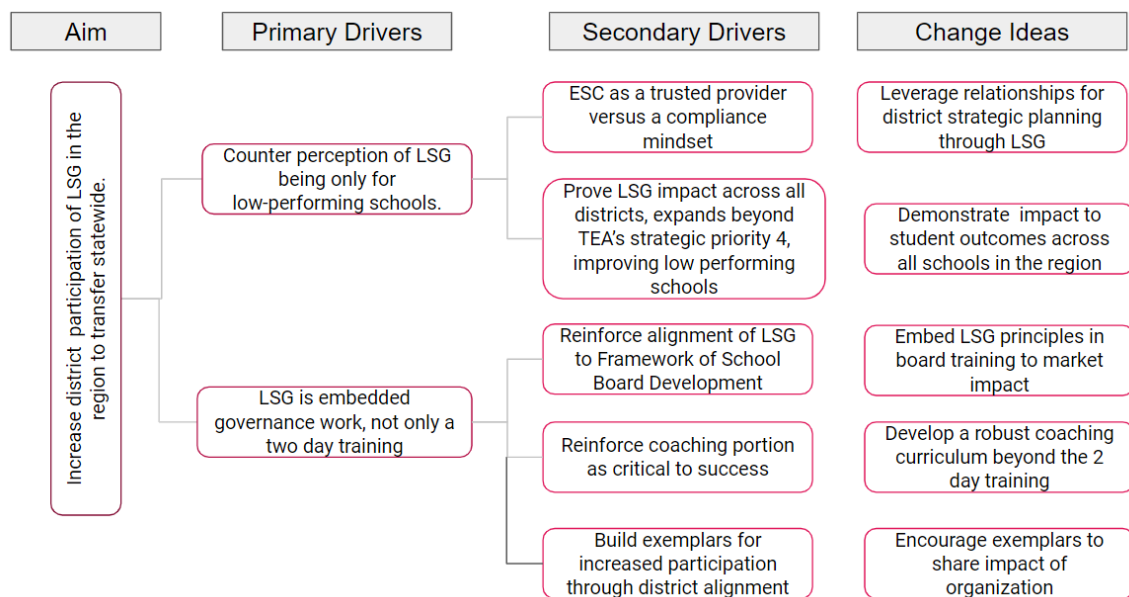 Aim
Primary Drivers
Secondary Drivers
Change Ideas
Increase district participation of LSG in the
region to transfer statewide.
Counter perception of LSG
being only for
low-performing schools.
LSG is embedded
governance work, not only a
two day training
ESC as a trusted provider
versus a compliance
mindset
Prove LSG impact across all
districts, expands beyond
TEA's strategic priority 4,
improving low performing
schools
Reinforce alignment of LSG
to Framework of School
Board Development
Reinforce coaching portion
as critical to success
Build exemplars for
increased participation
through district alignment
Leverage relationships for
district strategic planning
through LSG
Demonstrate impact to
student outcomes across
all schools in the region
Embed LSG principles in
board training to market
impact
Develop a robust coaching
curriculum beyond the 2
day training
Encourage exemplars to
share impact of
organization